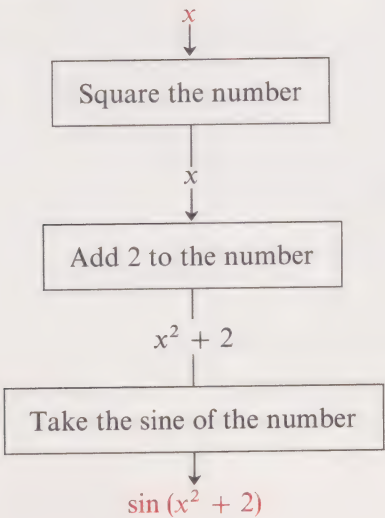 x
Square the number
x
Add 2 to the number
x² + 2
Take the sine of the number
sin (x² + 2)